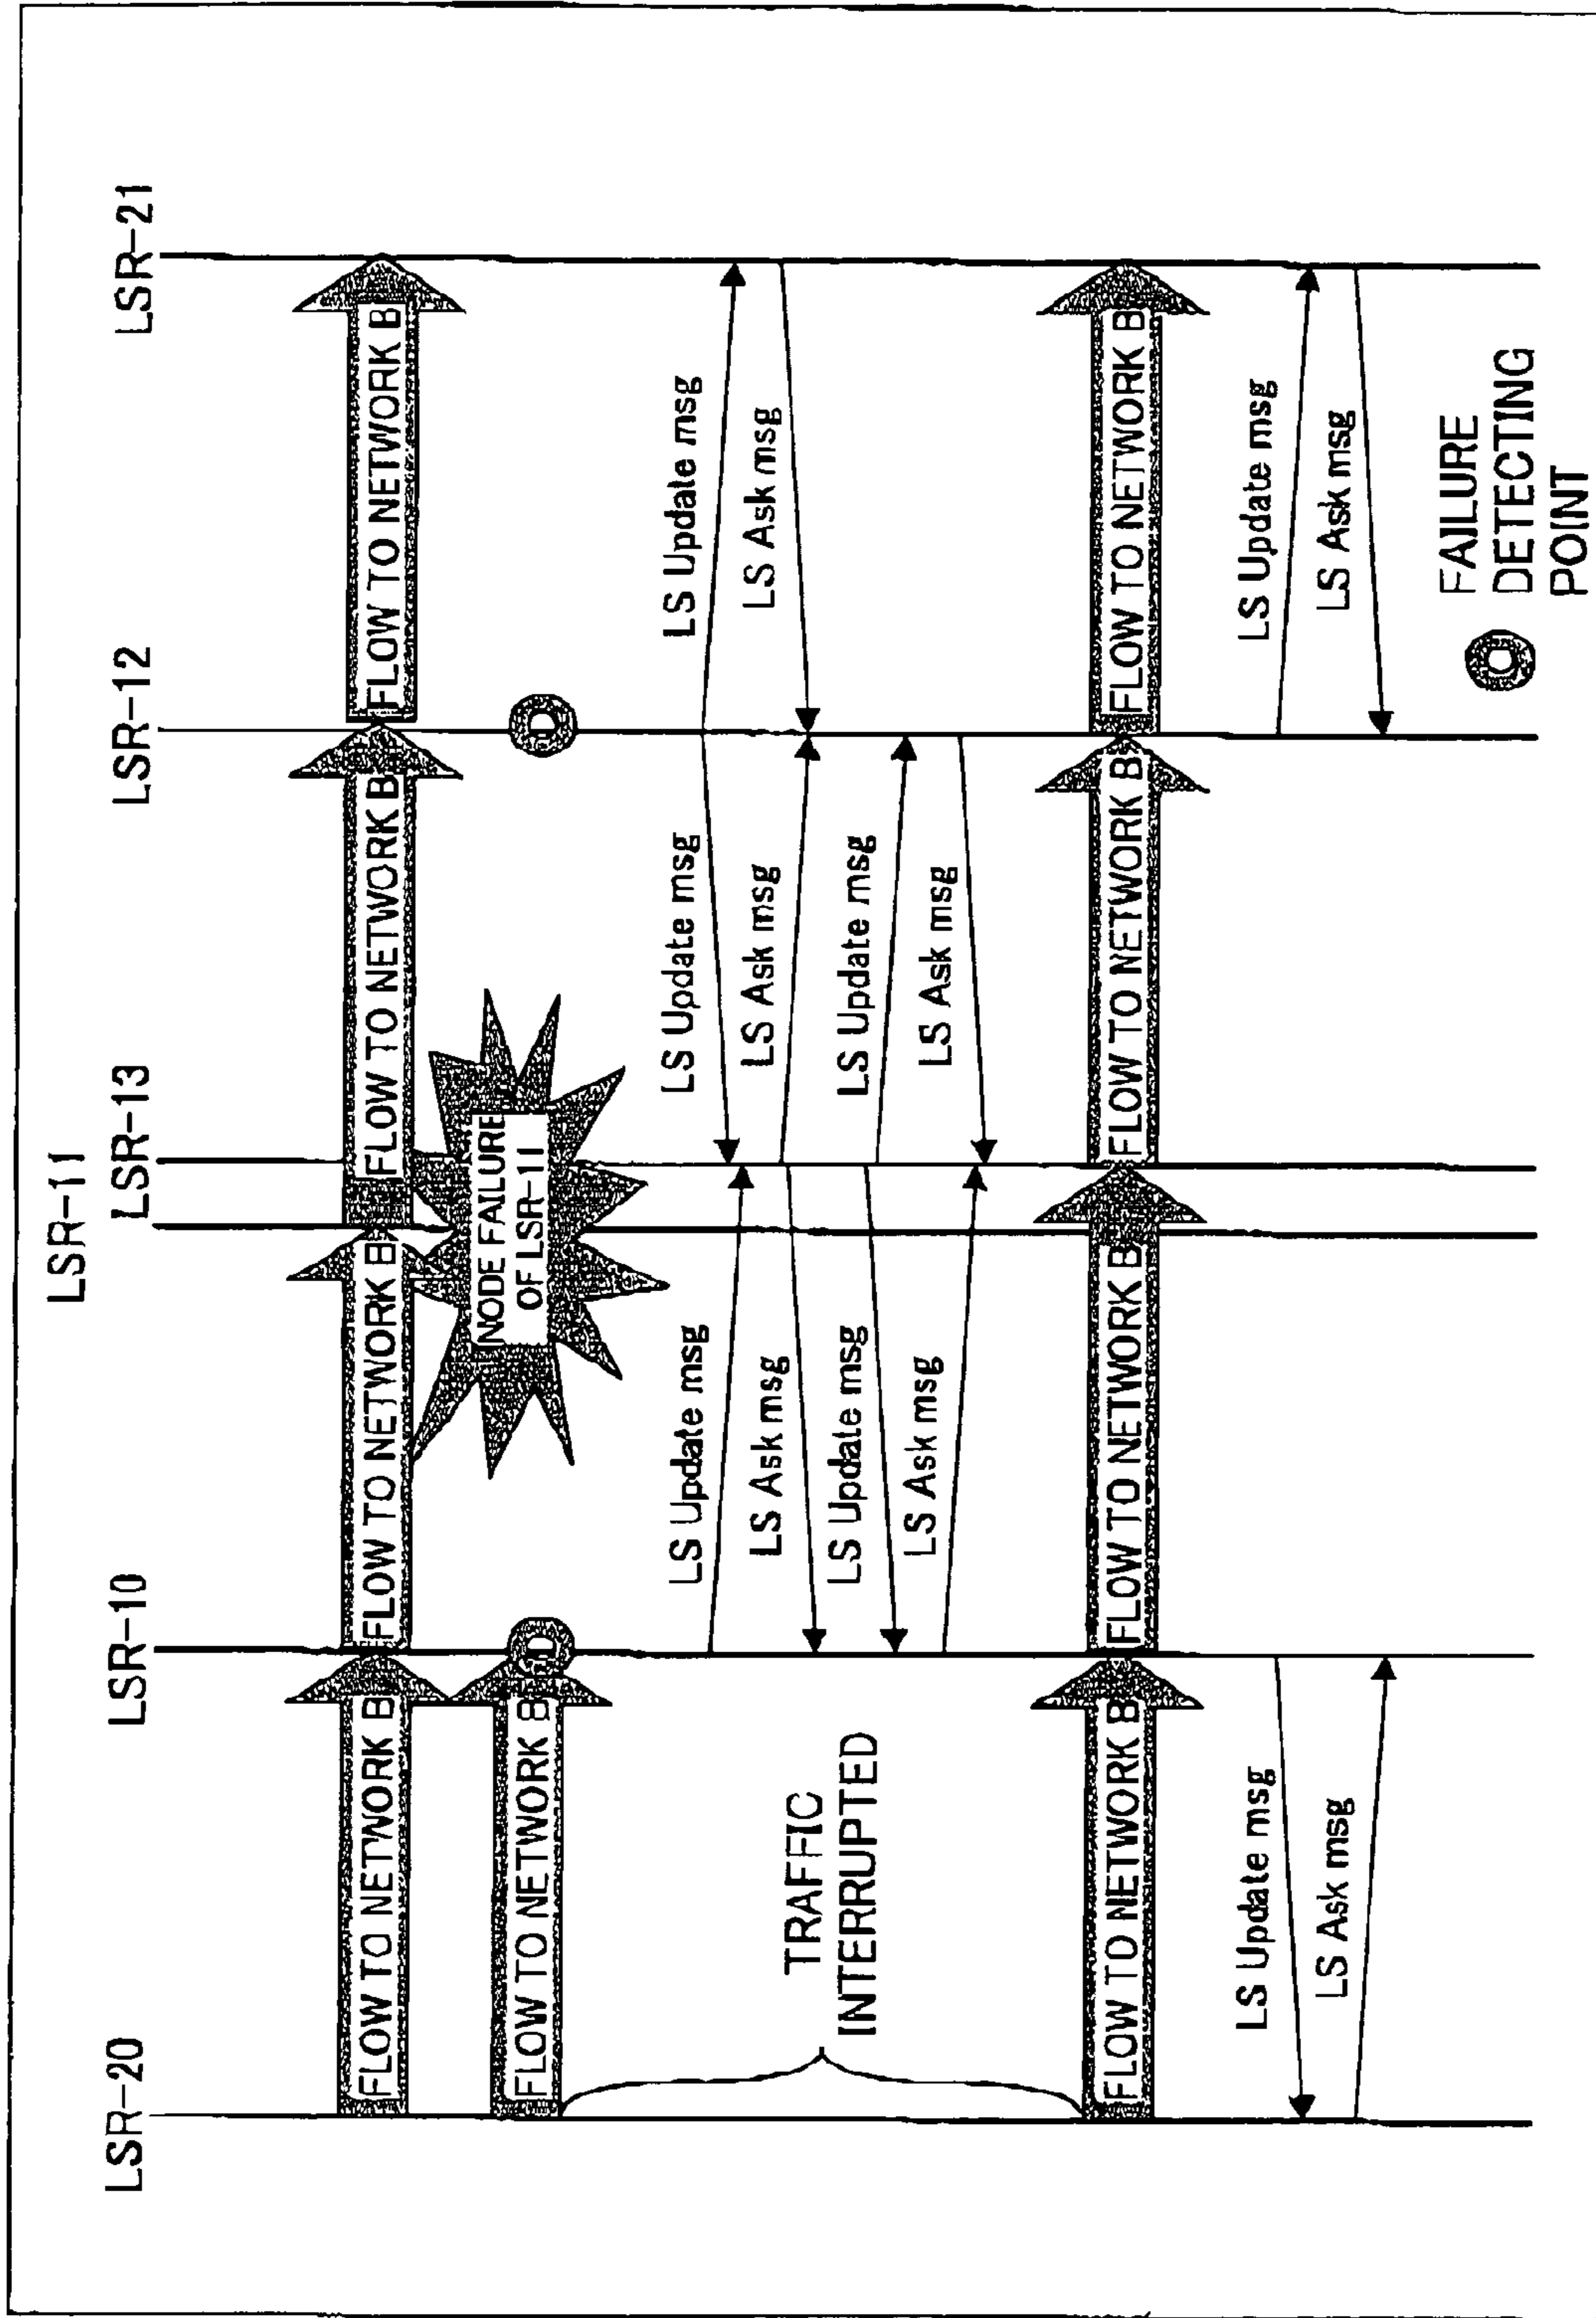 LSR-11
LSR-20
LSR-10
LSR-13
LSR-12
LSR-21
FLOW TO NETWORK B
FLOW TO NETWORK B
FLOW TO NETWORK B
FLOW TO NETWORK B
FLOW TO NETWORK B
NODE FAILURE
OF LSR-11
LS Update msg
LS Update msg
LS Update msg
LS Ask msg
LS Ask msg
LS Ask msg
TRAFFIC
INTERRUPTED
LS Update msg
LS Update msg
LS Ask msg
LS Ask msg
FLOW TO NETWORK B
FLOW TO NETWORK B
FLOW TO NETWORK B
FLOW TO NETWORK B
LS Update msg
LS Update msg
LS Ask msg
LS Ask msg
FAILURE
DETECTING
POINT